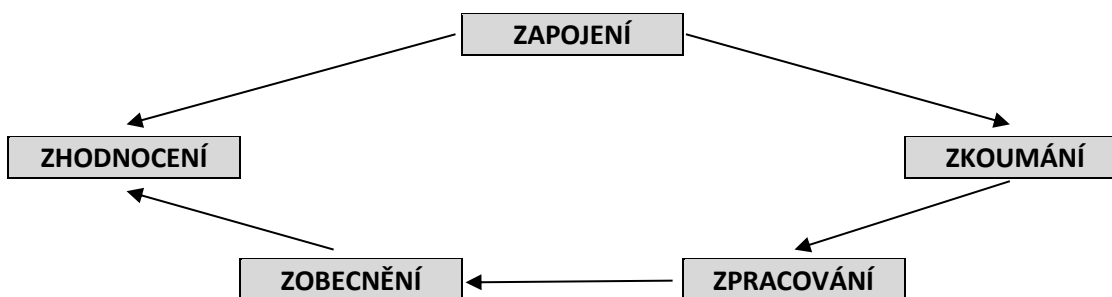 ZAPOJENÍ
ZHODNOCENÍ
ZKOUMÁNÍ
ZOBECNĚNÍ
ZPRACOVÁNÍ